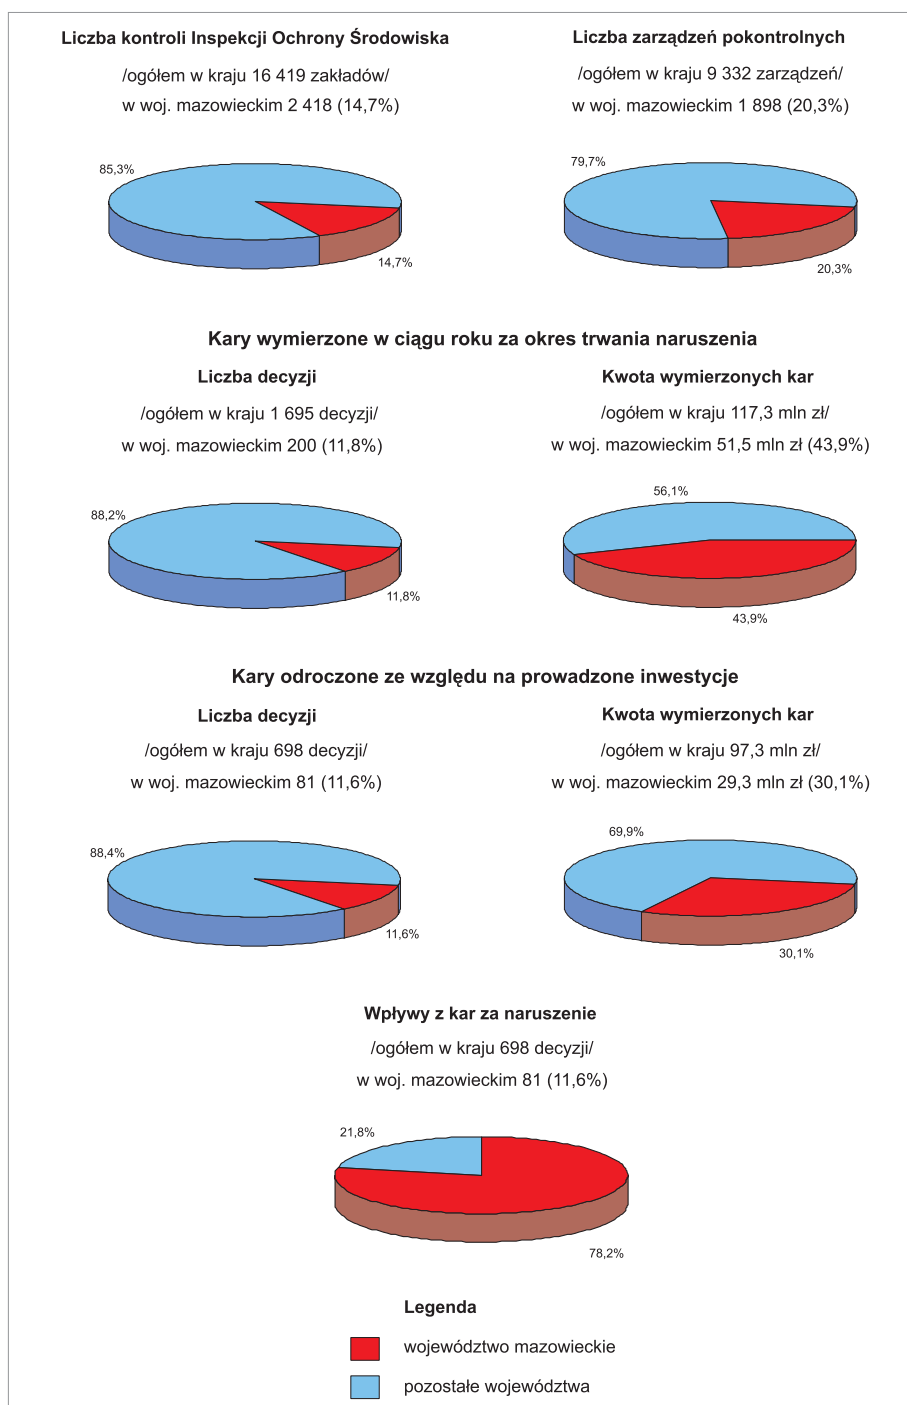 Liczba kontroli Inspekcji Ochrony Środowiska
/ogółem w kraju 16 419 zakładów/
w woj. mazowieckim 2 418 (14,7%)
85,3%
14,7%
Liczba zarządzeń pokontrolnych
/ogółem w kraju 9 332 zarządzeń/
w woj. mazowieckim 1 898 (20,3%)
79,7%
20,3%
Kary wymierzone w ciągu roku za okres trwania naruszenia
Liczba decyzji
/ogółem w kraju 1 695 decyzji/
w woj. mazowieckim 200 (11,8%)
88,2%
11,8%
Kwota wymierzonych kar
/ogółem w kraju 117,3 mln zł/
w woj. mazowieckim 51,5 mln zł (43,9%)
56,1%
43,9%
Kary odroczone ze względu na prowadzone inwestycje
Liczba decyzji
/ogółem w kraju 698 decyzji/
w woj. mazowieckim 81 (11,6%)
88,4%
11,6%
Kwota wymierzonych kar
/ogółem w kraju 97,3 mln zł/
w woj. mazowieckim 29,3 mln zł (30,1%)
69,9%
30,1%
Wpływy z kar za naruszenie
/ogółem w kraju 698 decyzji/
w woj. mazowieckim 81 (11,6%)
21,8%
78,2%
Legenda
województwo mazowieckie
pozostałe województwa